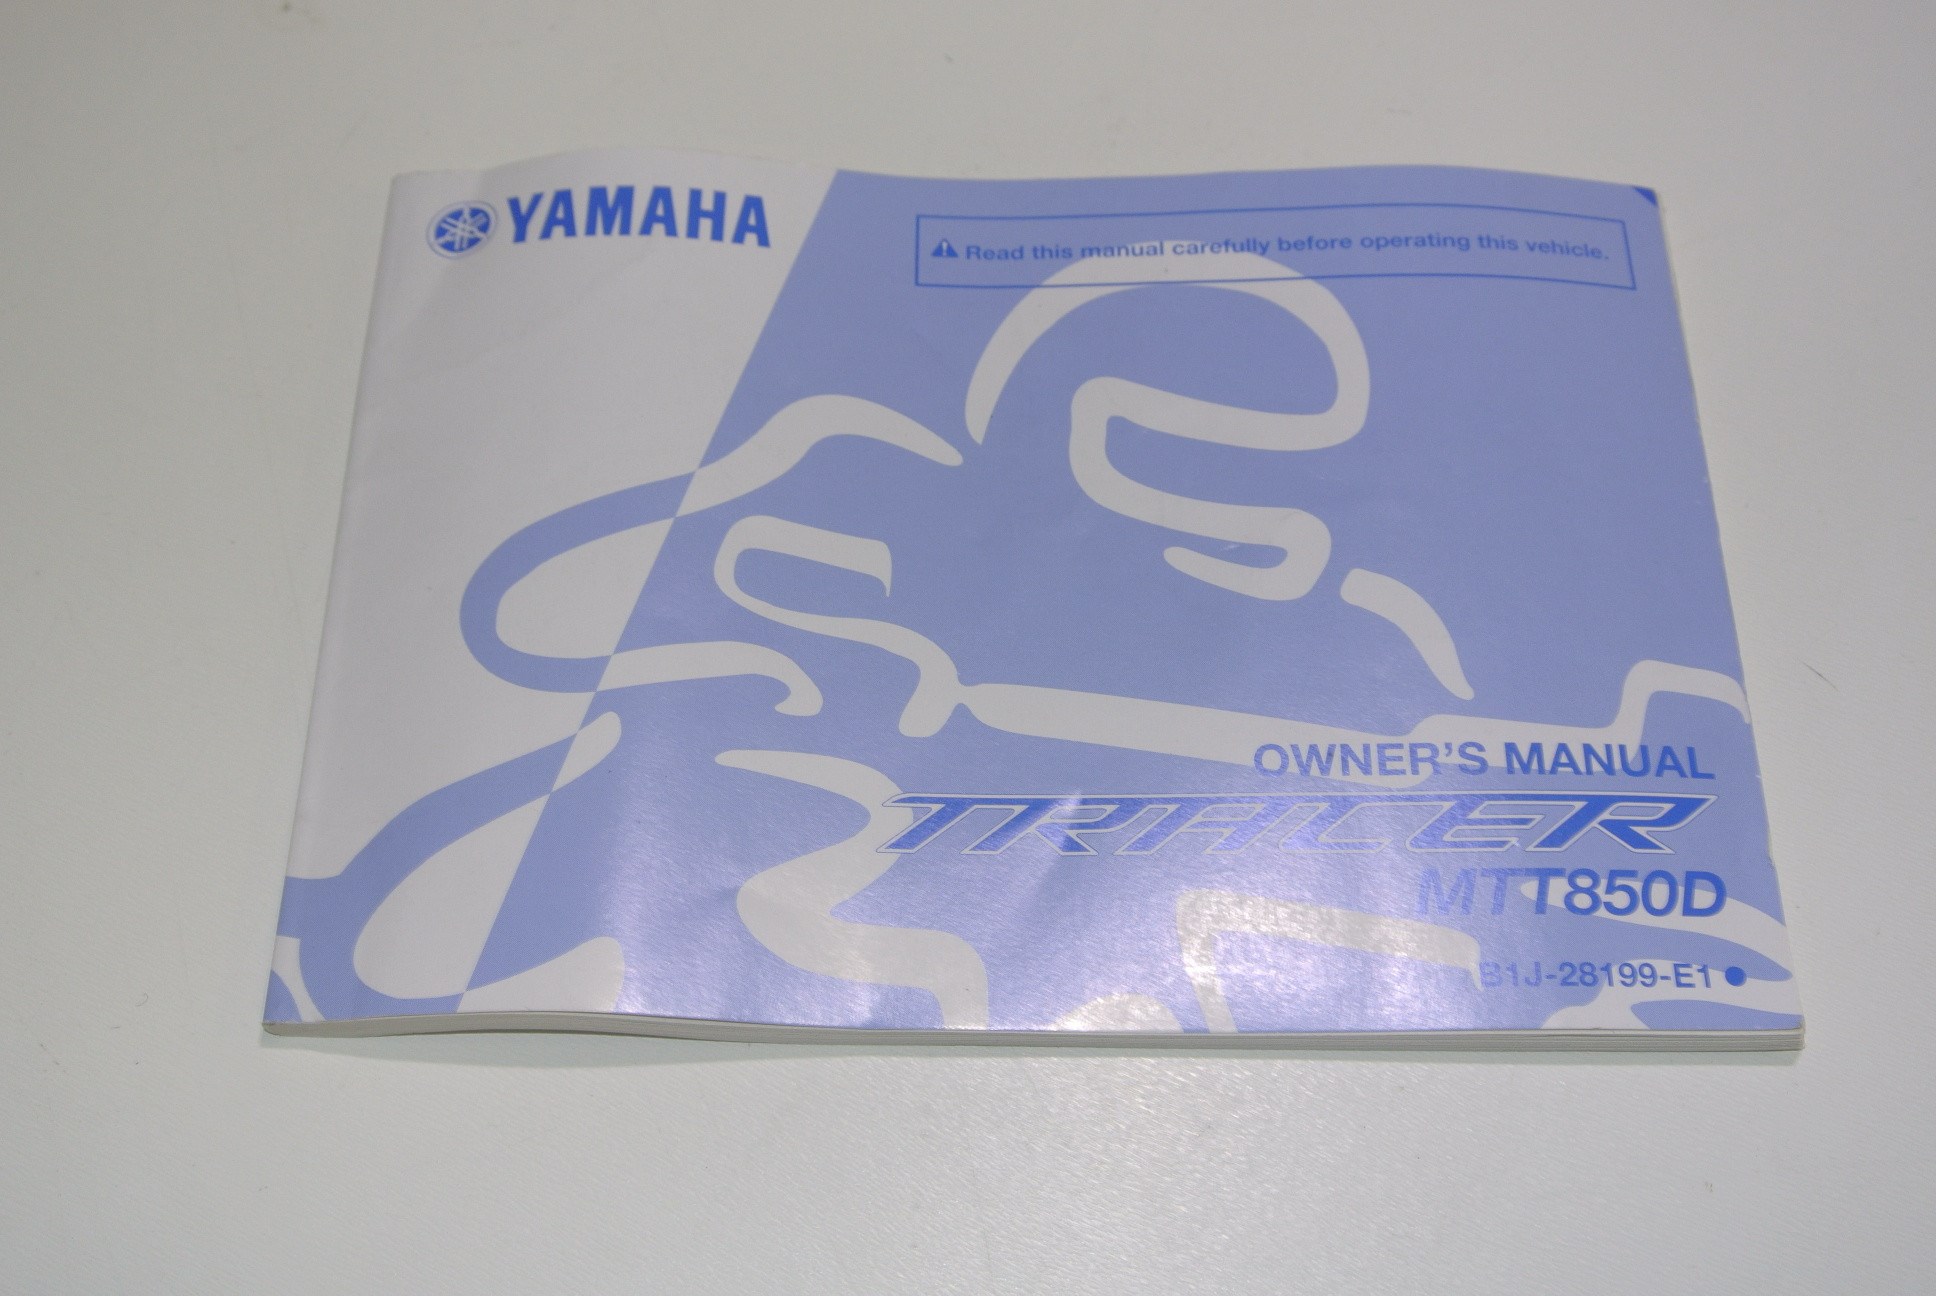 YAMAHA
Read this manual carefully before operating this vehicle.
OWNER'S MANUAL
TRACER
MTT850D
B1J-28199-E1